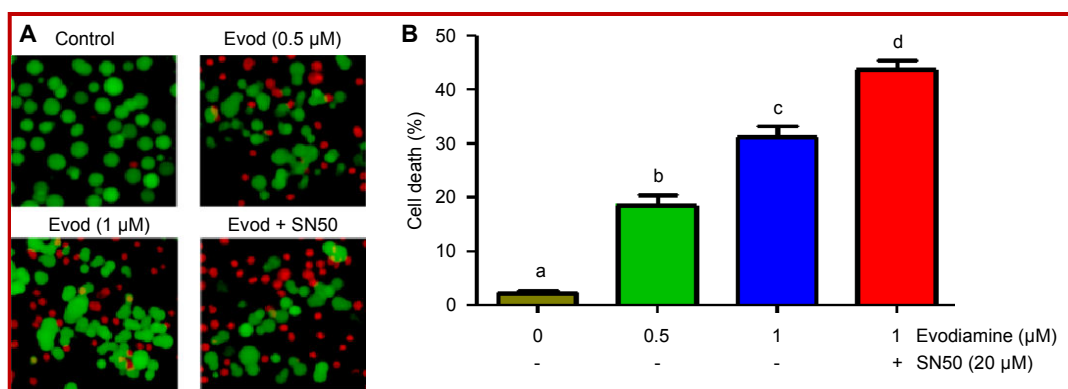 A
Control
Evod (0.5 µM)
Evod (1 µM)
Evod + SN50
B
Cell death (%)
50
40
30
20
10
0
a
b
c
d
0 0.5 1 1 Evodiamine (µM)
- - - + SN50 (20 µM)